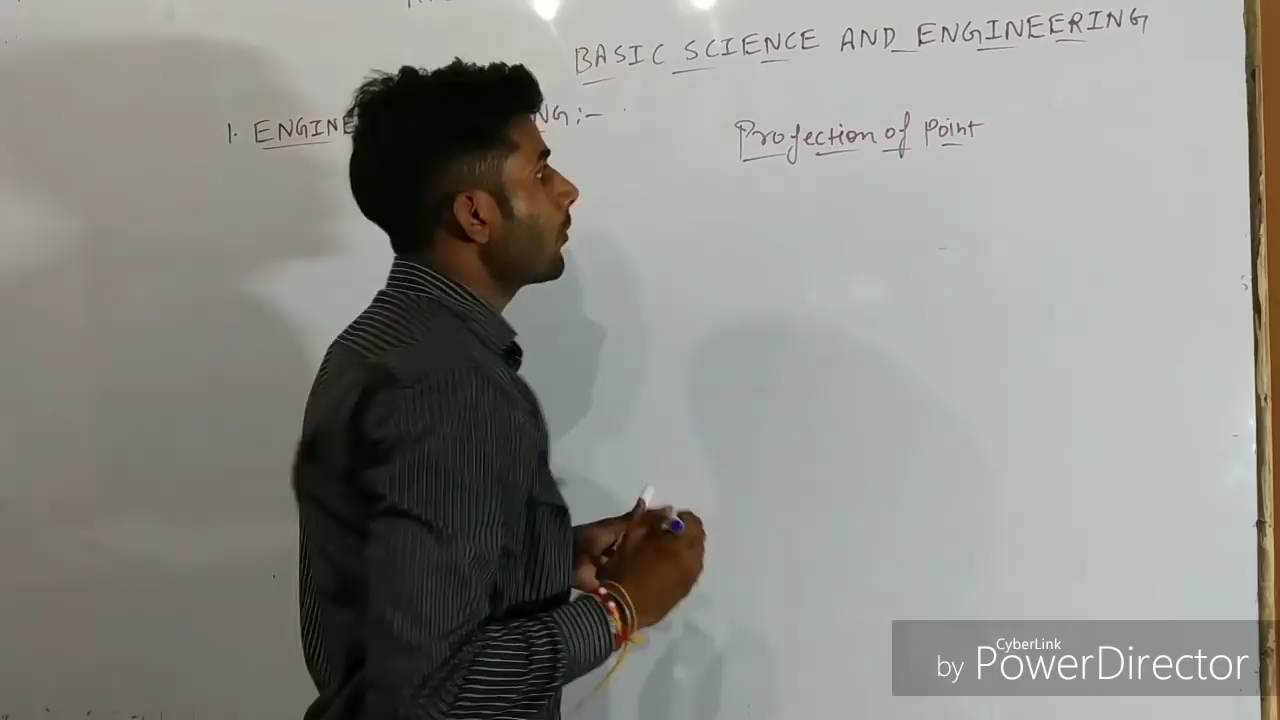 BASIC SCIENCE AND ENGINEERING
1. ENGINE NG:-
Projection of Point
CyberLink
by PowerDirector